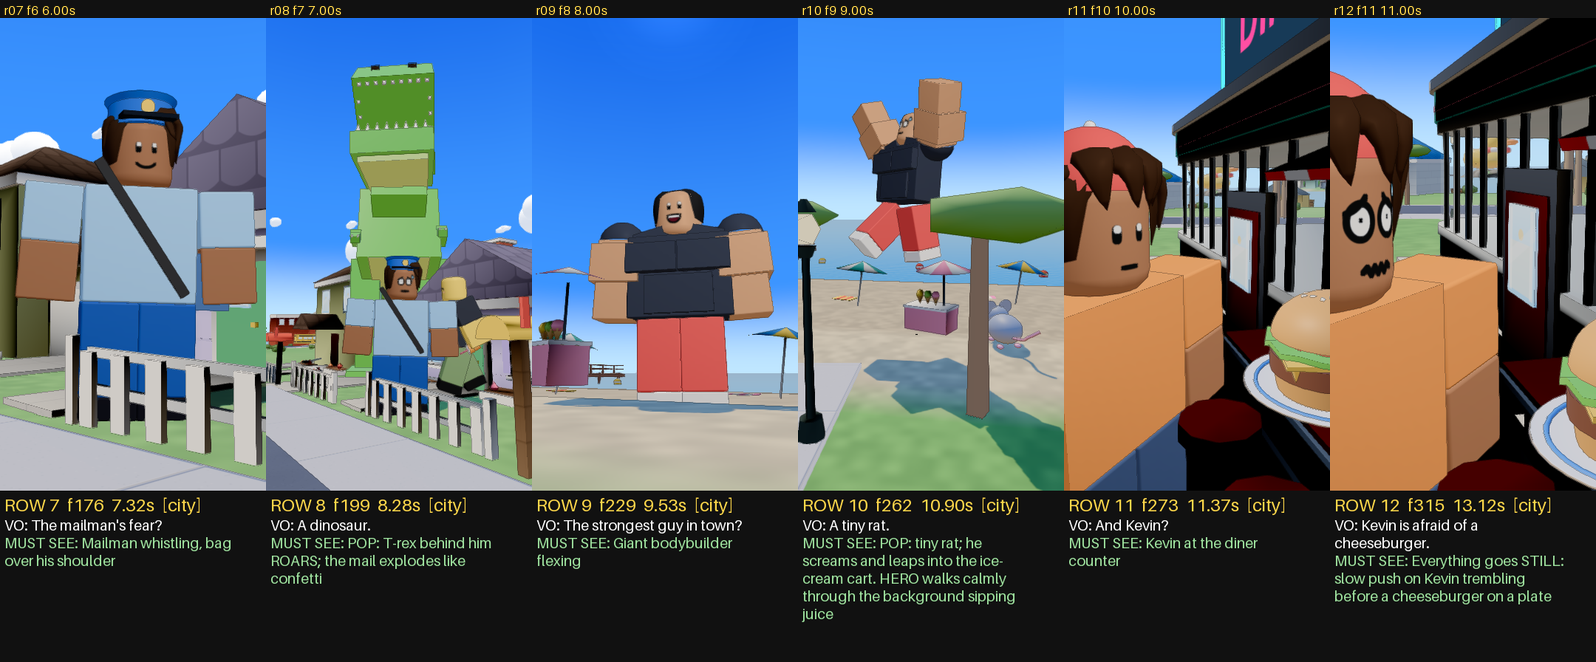 r07 f6 6.00s
r08 f7 7.00s
r09 f8 8.00s
r10 f9 9.00s
r11 f10 10.00s
r12 f11 11.00s
ROW 7 f176 7.32s [city]
VO: The mailman's fear?
MUST SEE: Mailman whistling, bag
over his shoulder
ROW 8 f199 8.28s [city]
VO: A dinosaur.
MUST SEE: POP: T-rex behind him
ROARS; the mail explodes like
confetti
ROW 9 f229 9.53s [city]
VO: The strongest guy in town?
MUST SEE: Giant bodybuilder
flexing
ROW 10 f262 10.90s [city]
VO: A tiny rat.
MUST SEE: POP: tiny rat; he
screams and leaps into the ice-
cream cart. HERO walks calmly
through the background sipping
juice
ROW 11 f273 11.37s [city]
VO: And Kevin?
MUST SEE: Kevin at the diner
counter
ROW 12 f315 13.12s [city]
VO: Kevin is afraid of a
cheeseburger.
MUST SEE: Everything goes STILL:
slow push on Kevin trembling
before a cheeseburger on a plate